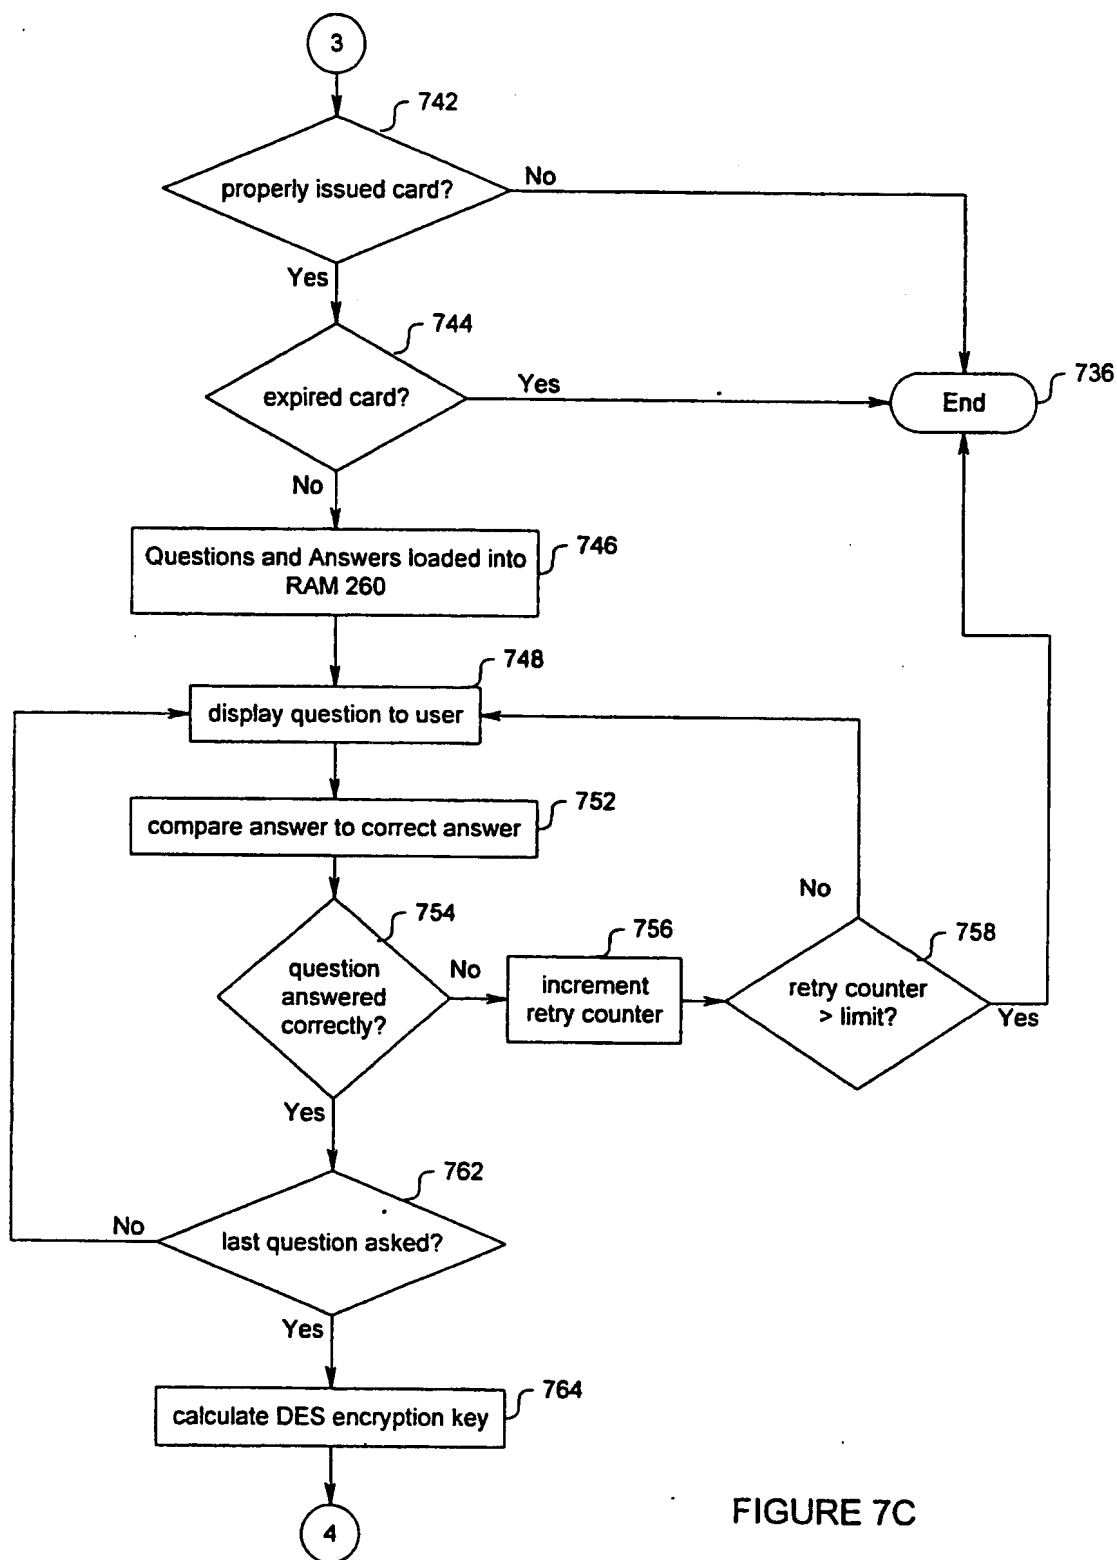 3
742
properly issued card?
No
Yes
744
expired card?
Yes
736
End
No
746
Questions and Answers loaded into
RAM 260
748
display question to user
752
compare answer to correct answer
No
754
756
758
question
answered
correctly?
No
increment
retry counter
retry counter
> limit?
Yes
Yes
762
No
last question asked?
Yes
764
calculate DES encryption key
4
FIGURE 7C